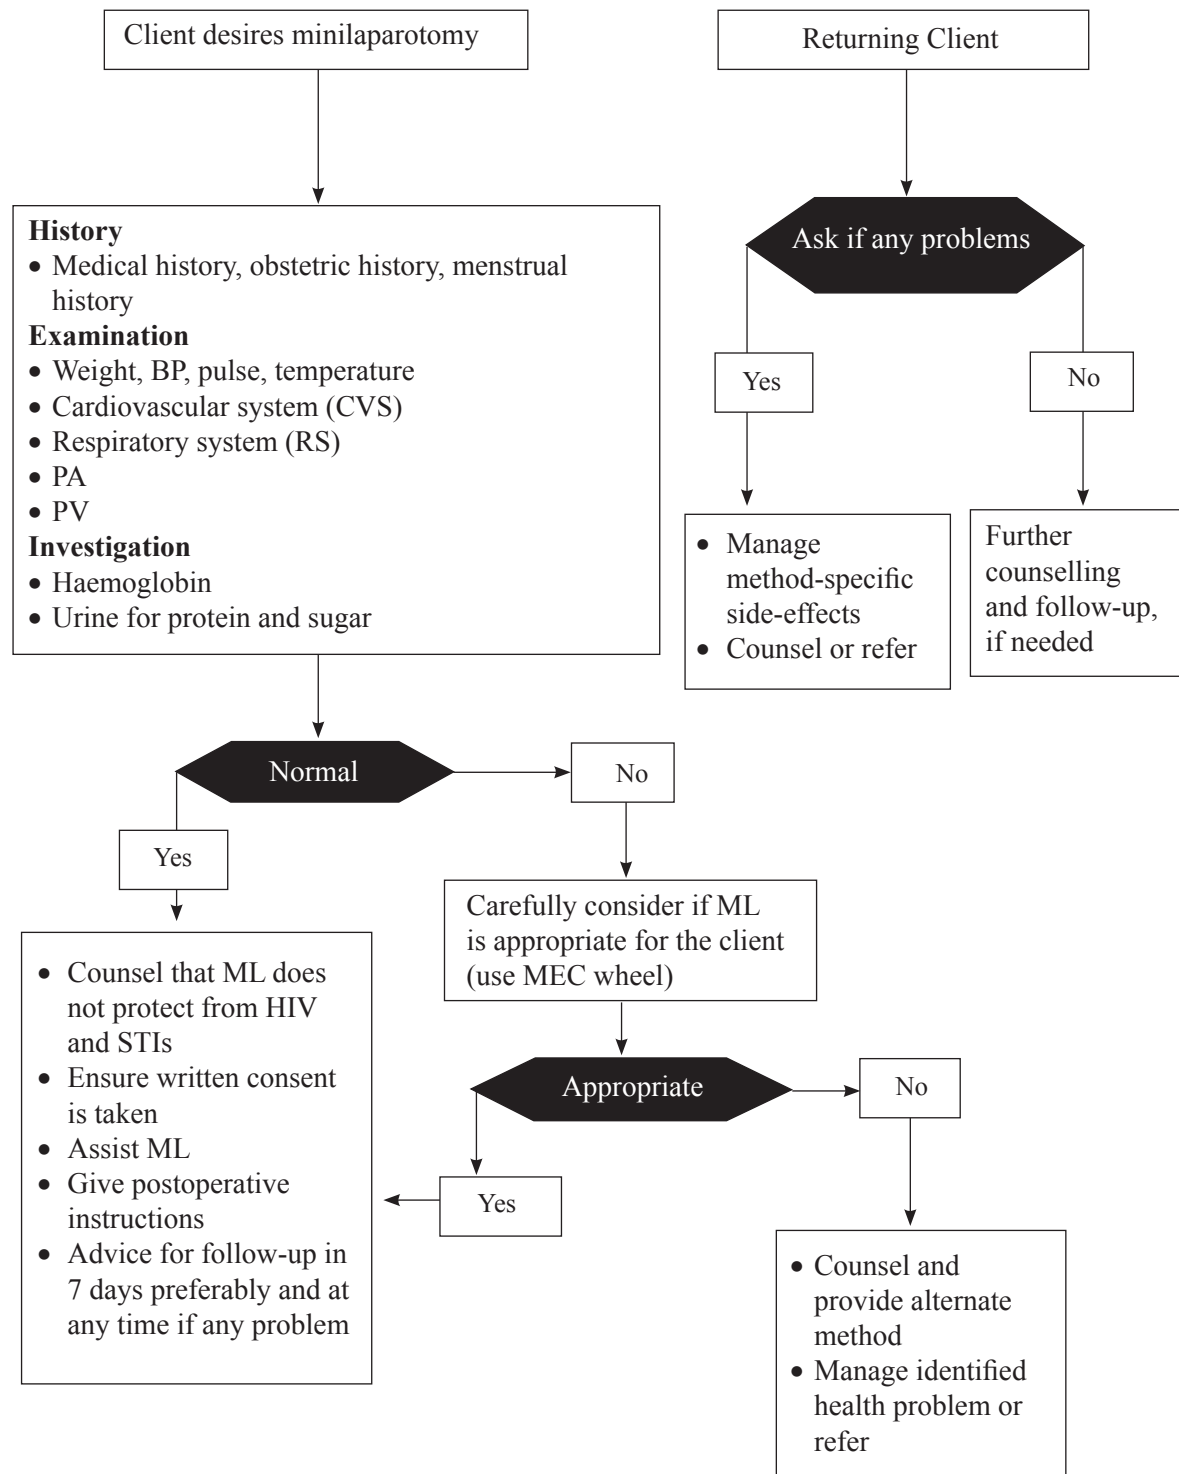 Client desires minilaparotomy
Returning Client
History
• Medical history, obstetric history, menstrual
history
Examination
• Weight, BP, pulse, temperature
• Cardiovascular system (CVS)
• Respiratory system (RS)
• PA
• PV
Investigation
• Haemoglobin
• Urine for protein and sugar
Ask if any problems
Yes
No
• Manage
method-specific
side-effects
• Counsel or refer
Further
counselling
and follow-up,
if needed
Normal
No
Yes
Carefully consider if ML
is appropriate for the client
(use MEC wheel)
• Counsel that ML does
not protect from HIV
and STIs
• Ensure written consent
is taken
• Assist ML
• Give postoperative
instructions
• Advice for follow-up in
7 days preferably and at
any time if any problem
Appropriate
No
Yes
• Counsel and
provide alternate
method
• Manage identified
health problem or
refer